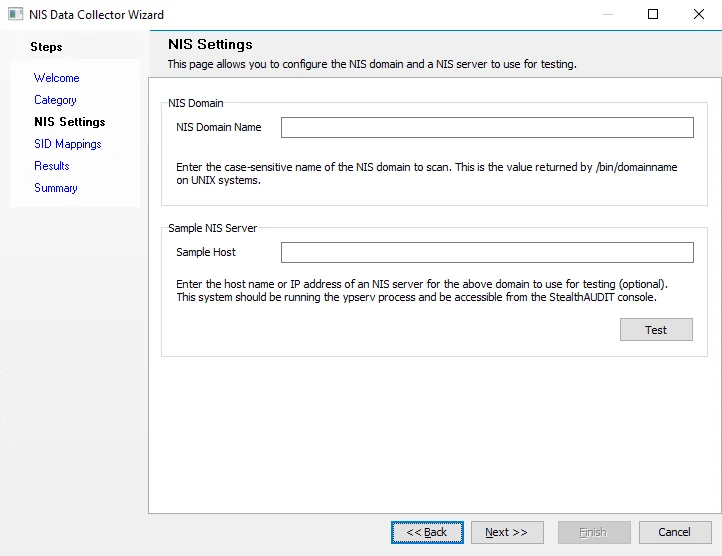 NIS Data Collector Wizard
Steps
Welcome
Category
NIS Settings
SID Mappings
Results
Summary
NIS Settings
This page allows you to configure the NIS domain and a NIS server to use for testing.
NIS Domain
NIS Domain Name
Enter the case-sensitive name of the NIS domain to scan. This is the value returned by /bin/domainname
on UNIX systems.
Sample NIS Server
Sample Host
Enter the host name or IP address of an NIS server for the above domain to use for testing (optional).
This system should be running the ypserv process and be accessible from the StealthAUDIT console.
Test
<< Back
Next >>
Finish
Cancel